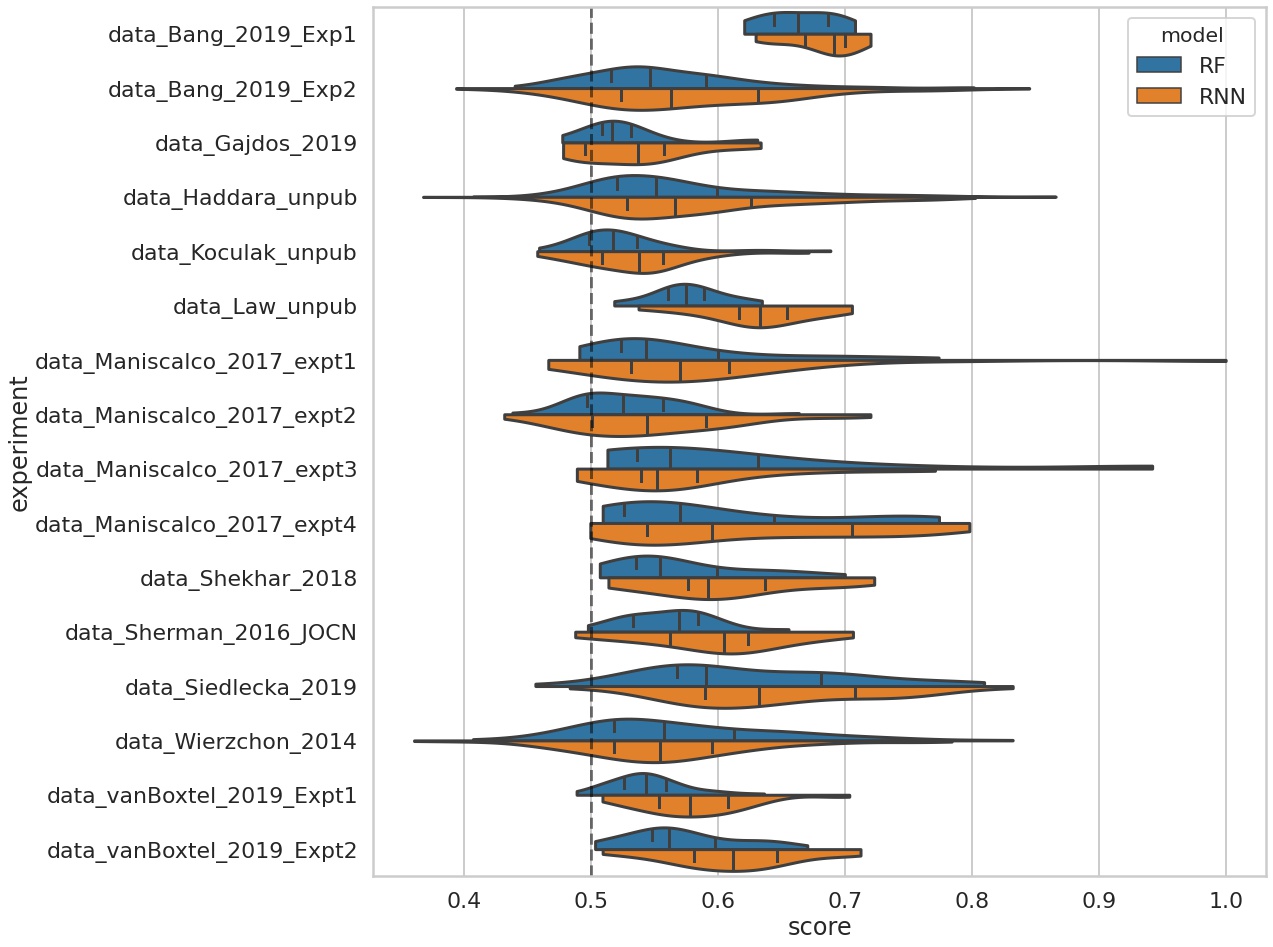 data_Bang_2019_Exp1
data_Bang_2019_Exp2
data_Gajdos_2019
data_Haddara_unpub
data_Koculak_unpub
data_Law_unpub
data_Maniscalco_2017_expt1
data_Maniscalco_2017_expt2
data_Maniscalco_2017_expt3
data_Maniscalco_2017_expt4
data_Shekhar_2018
data_Sherman_2016_JOCN
data_Siedlecka_2019
data_Wierzchon_2014
data_vanBoxtel_2019_Expt1
data_vanBoxtel_2019_Expt2
experiment
model
RF
RNN
0.4 0.5 0.6 0.7 0.8 0.9 1.0
score